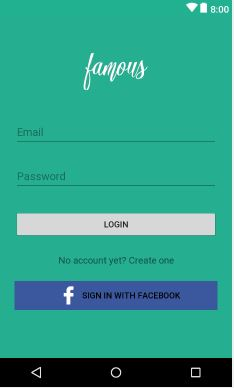 8:00
famous
Email
Password
LOGIN
No account yet? Create one
f SIGN IN WITH FACEBOOK